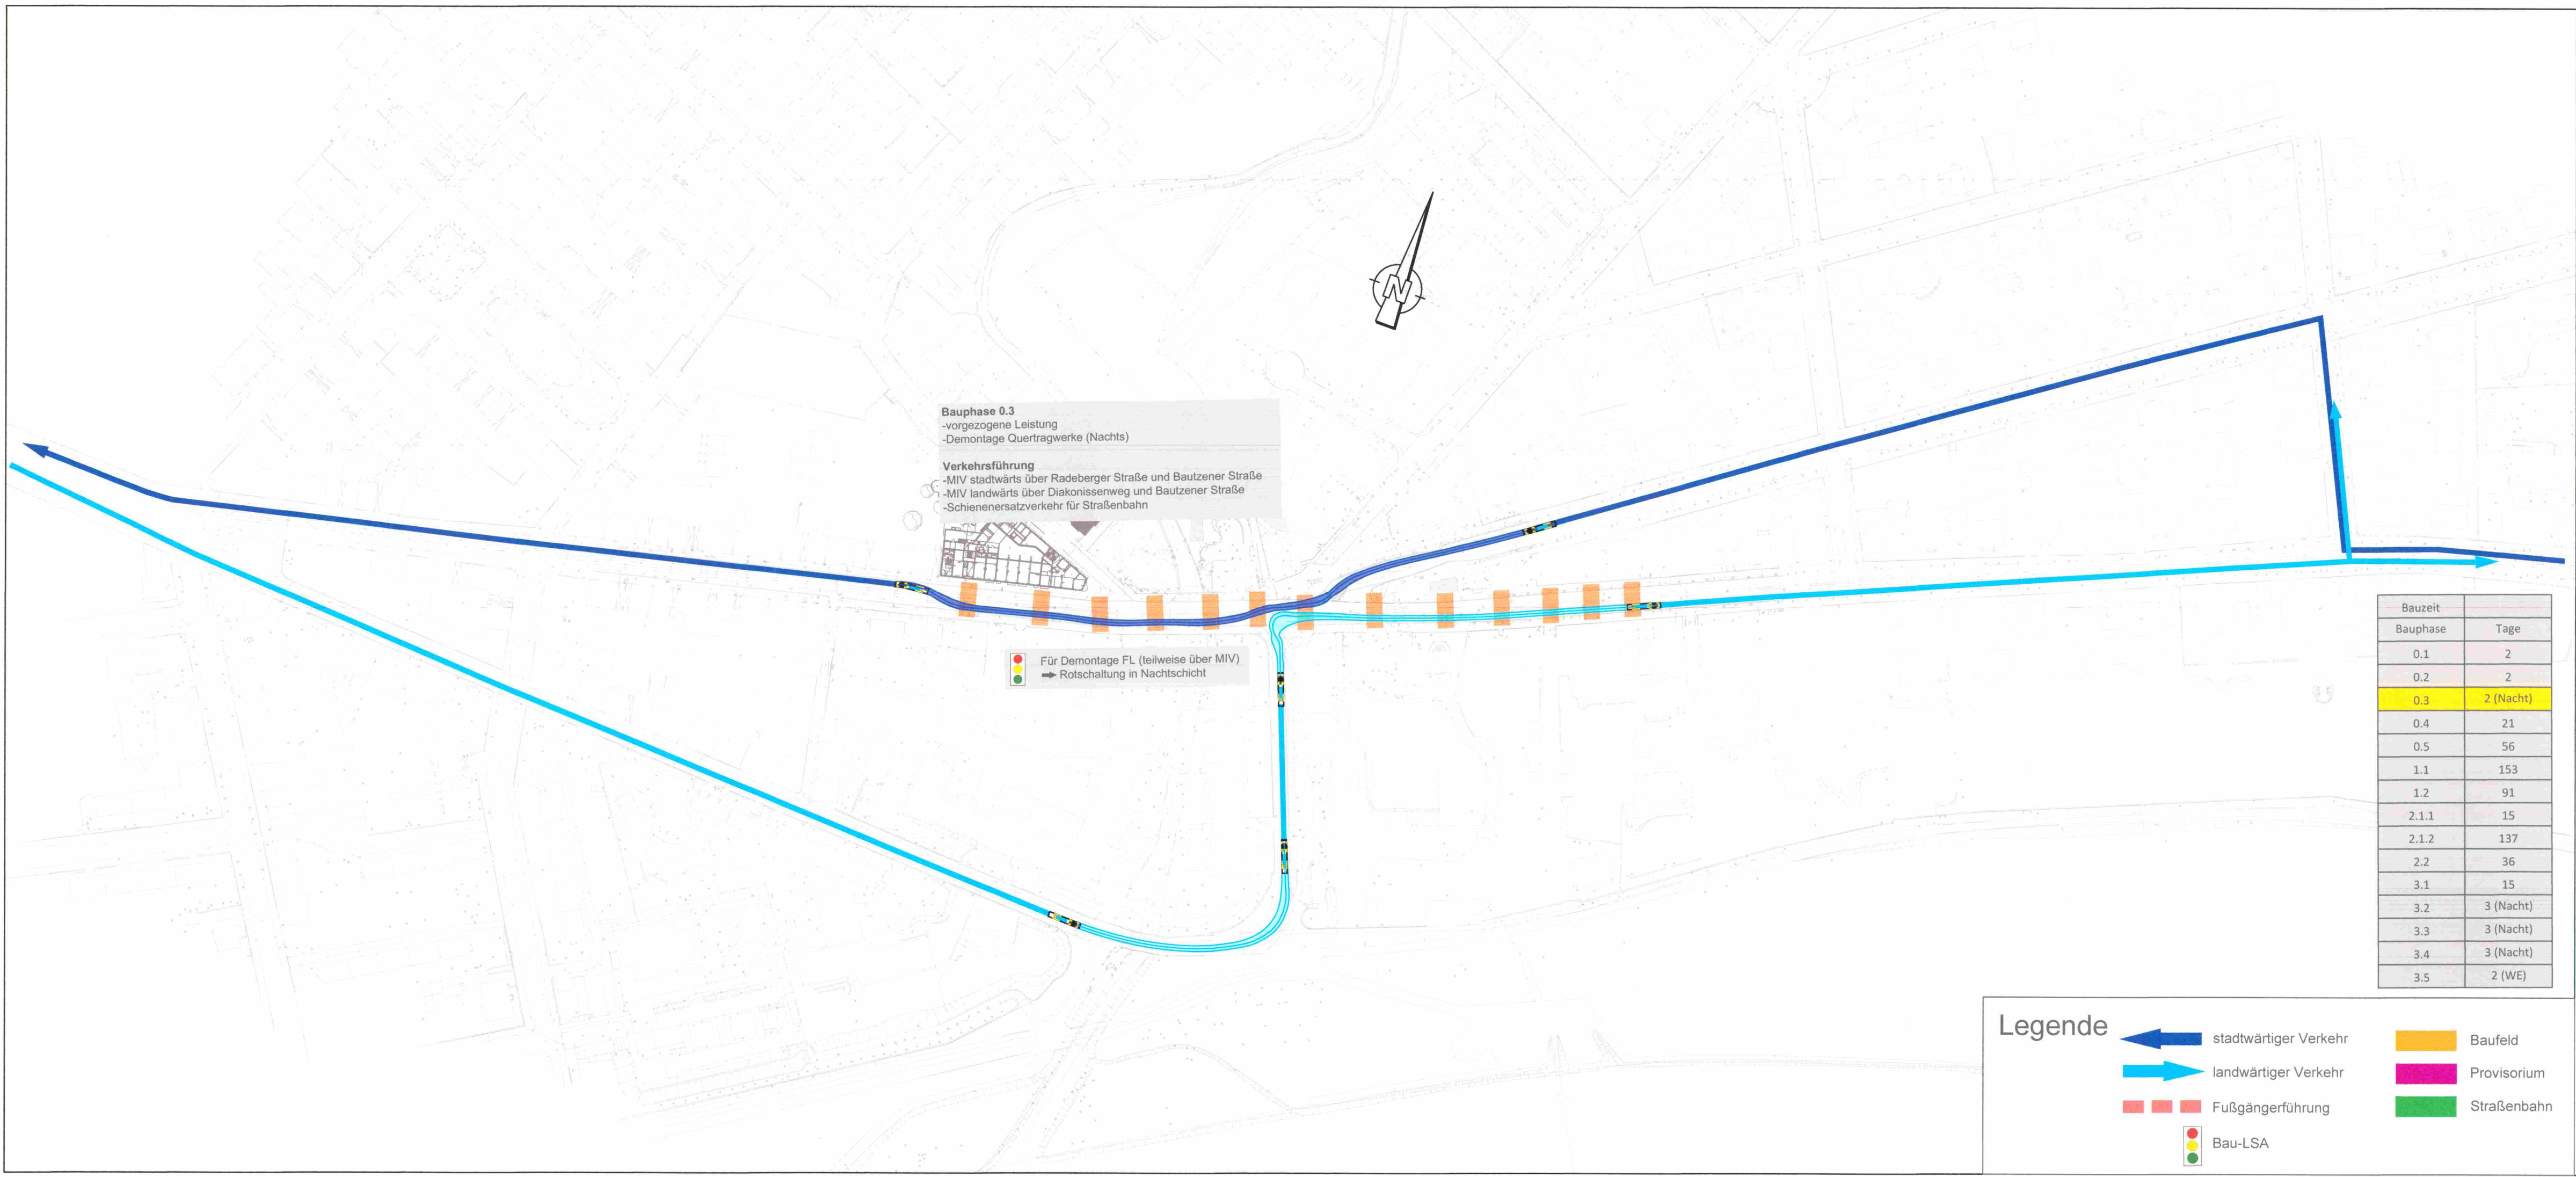 N
Bauphase 0.3
-vorgezogene Leistung
-Demontage Quertragwerke (Nachts)
Verkehrsführung
-MIV stadtwärts über Radeberger Straße und Bautzener Straße
-MIV landwärts über Diakonissenweg und Bautzener Straße
-Schienenersatzverkehr für Straßenbahn
Für Demontage FL (teilweise über MIV)
Rotschaltung in Nachtschicht
Bauzeit
Bauphase Tage
0.1 2
0.2 2
0.3 2 (Nacht)
0.4 21
0.5 56
1.1 153
1.2 91
2.1.1 15
2.1.2 137
2.2 36
3.1 15
3.2 3 (Nacht)
3.3 3 (Nacht)
3.4 3 (Nacht)
3.5 2 (WE)
Legende
stadtwärtiger Verkehr
landwärtiger Verkehr
Fußgängerführung
Bau-LSA
Baufeld
Provisorium
Straßenbahn